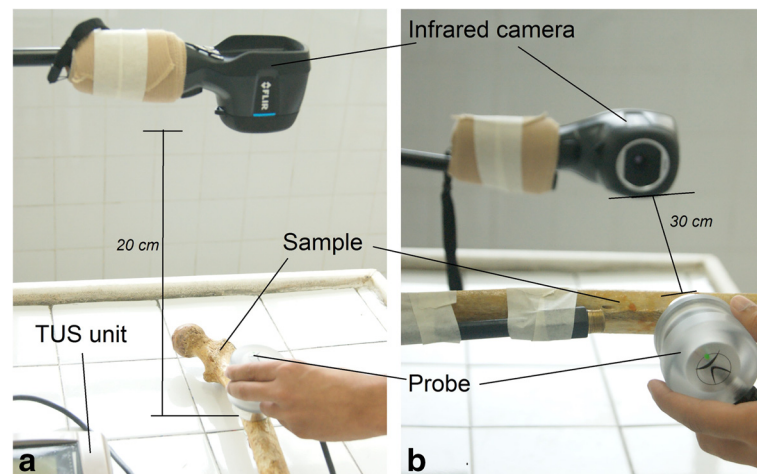 Infrared camera
FLIR
20 cm
30 cm
Sample
TUS unit
Probe
a
b